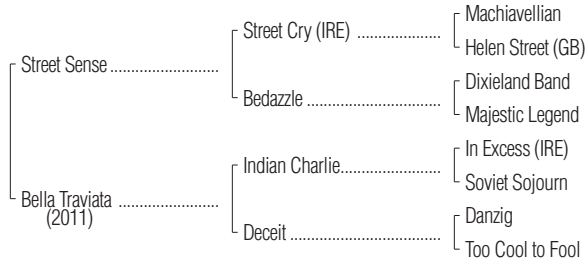 Machiavellian
Street Cry (IRE) ....................
Helen Street (GB)
Street Sense ..........................
Dixieland Band
Bedazzle .................................
Majestic Legend
In Excess (IRE)
Indian Charlie........................
Soviet Sojourn
Bella Traviata ........................
(2011)
Danzig
Deceit .....................................
Too Cool to Fool